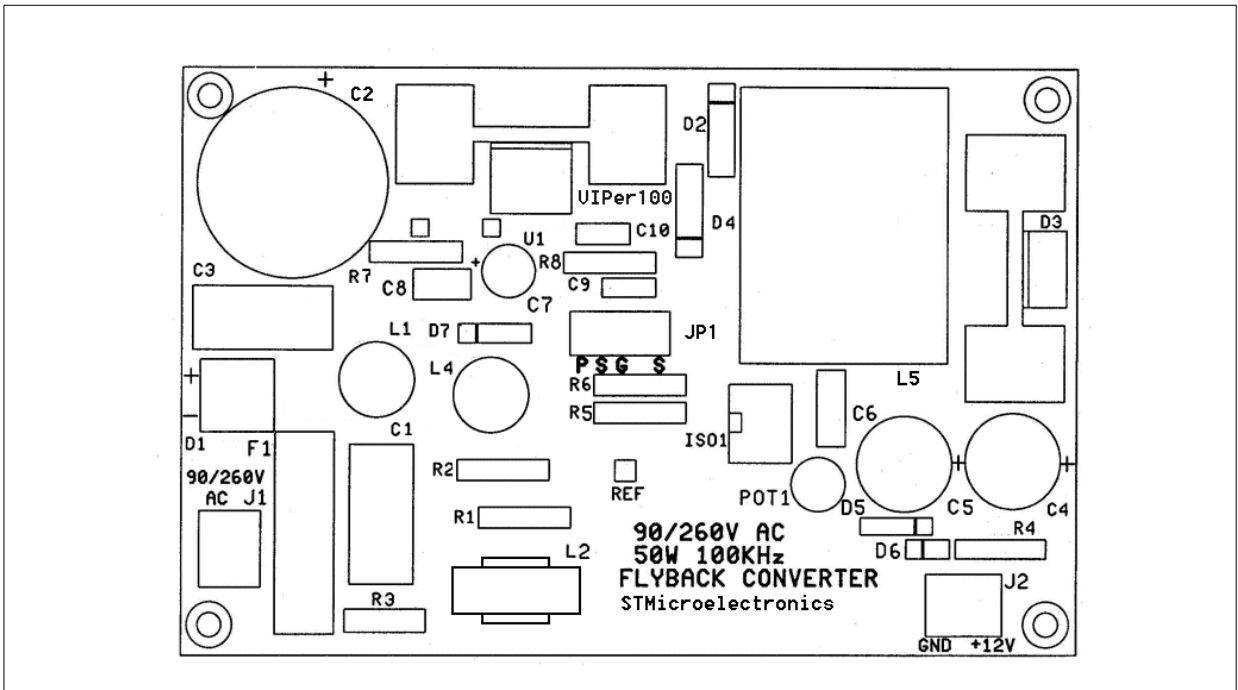 +
C2
D2
VIPer100
D4
D3
C10
U1
R7
+
R8
C3
C8
C9
C7
D7
L1
JP1
L4
P S G S
+
R6
L5
R5
C6
−
D1
F1
C1
ISO1
90/260V
AC J1
R2
REF
POT1
+
+
D5
C5
C4
R1
90/260V AC
50W 100KHz
FLYBACK CONVERTER
STMicroelectronics
D6
R4
L2
R3
J2
GND +12V